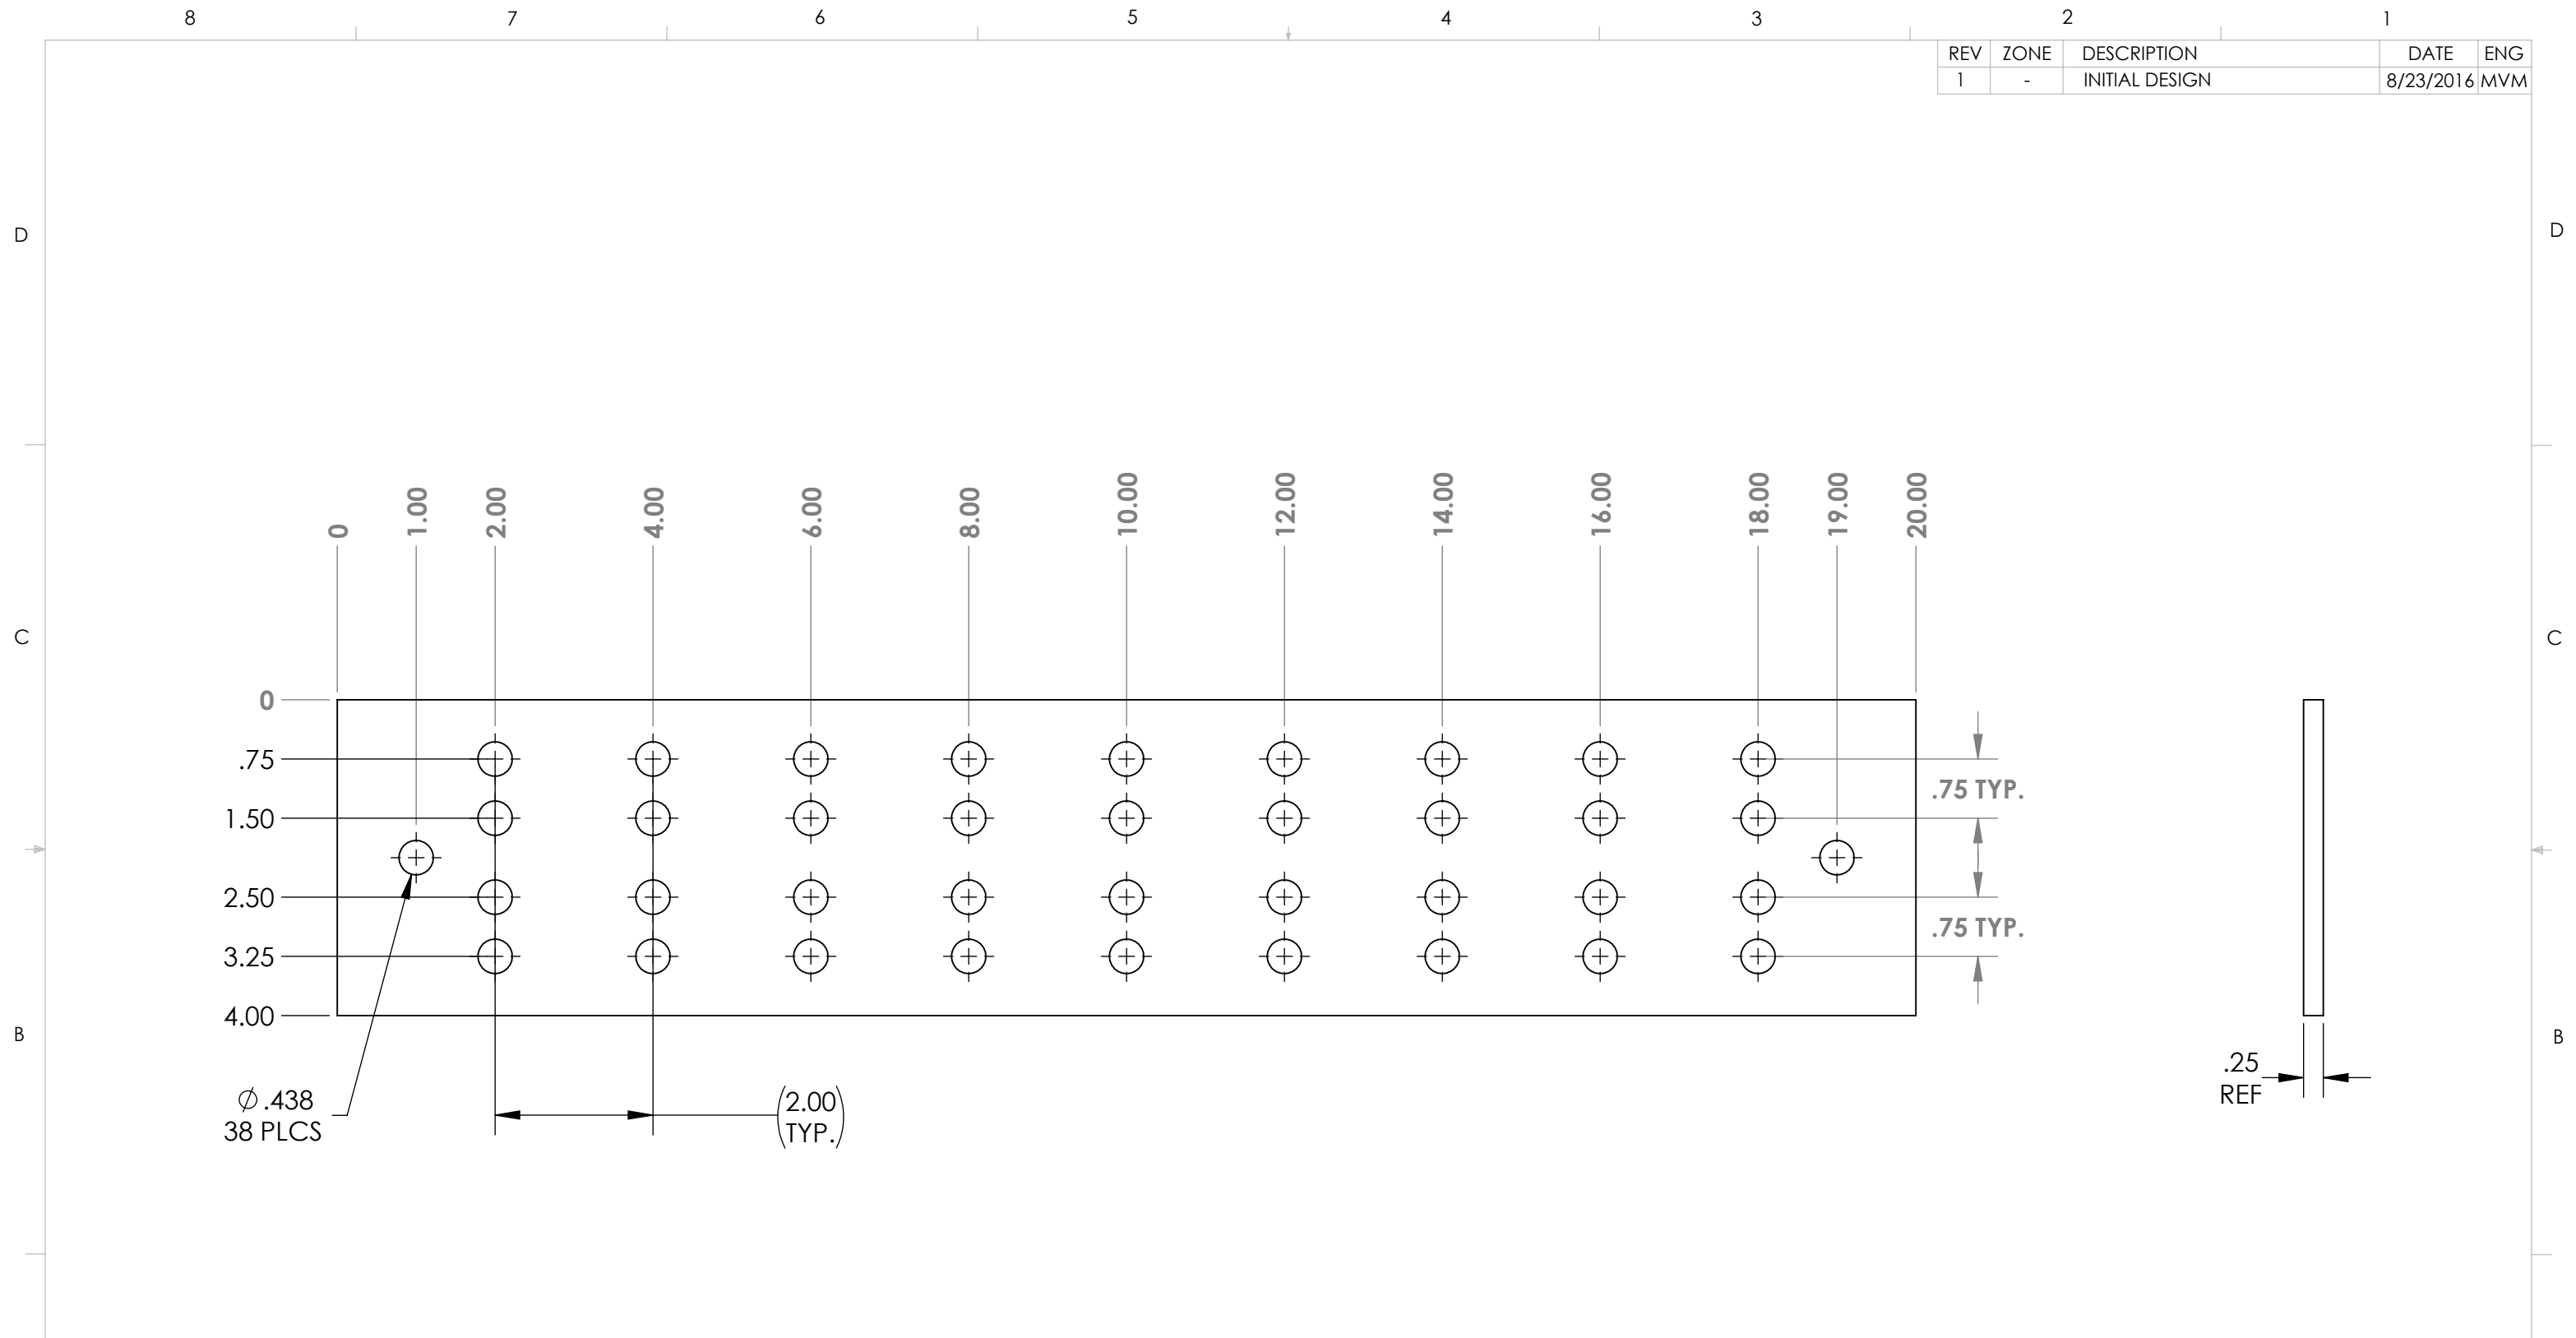 8 7 6 5 4 3 2 1
REV ZONE DESCRIPTION DATE ENG
1 - INITIAL DESIGN 8/23/2016 MVM
D D
0 1.00 2.00 4.00 6.00 8.00 10.00 12.00 14.00 16.00 18.00 19.00 20.00
C C
0
.75
.75 TYP.
1.50
2.50
.75 TYP.
3.25
4.00
B B
.25
REF
Ø .438
38 PLCS
(2.00
TYP.)